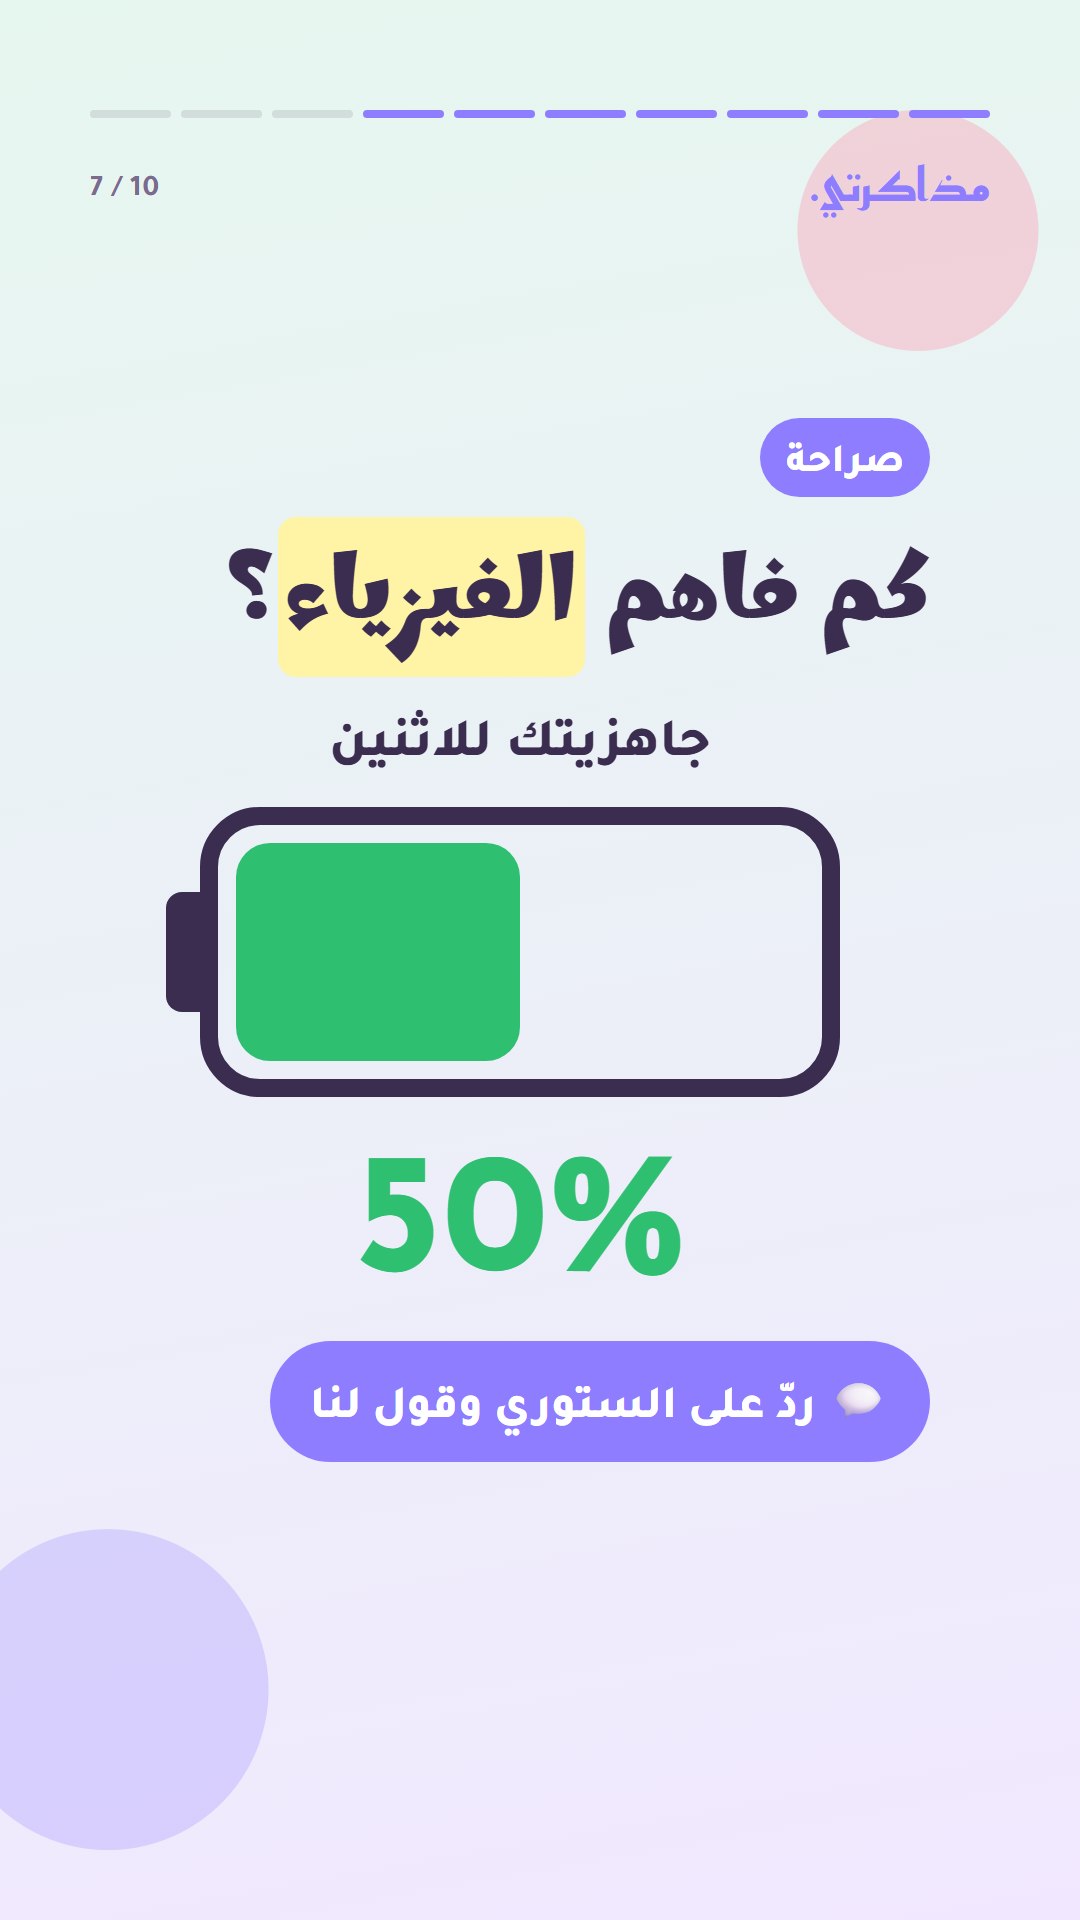 مذاكرتي.
7 / 10
صراحة
كم فاهم الفيزياء؟
جاهزيتك للاثنين
50%
ردّ على الستوري وقول لنا